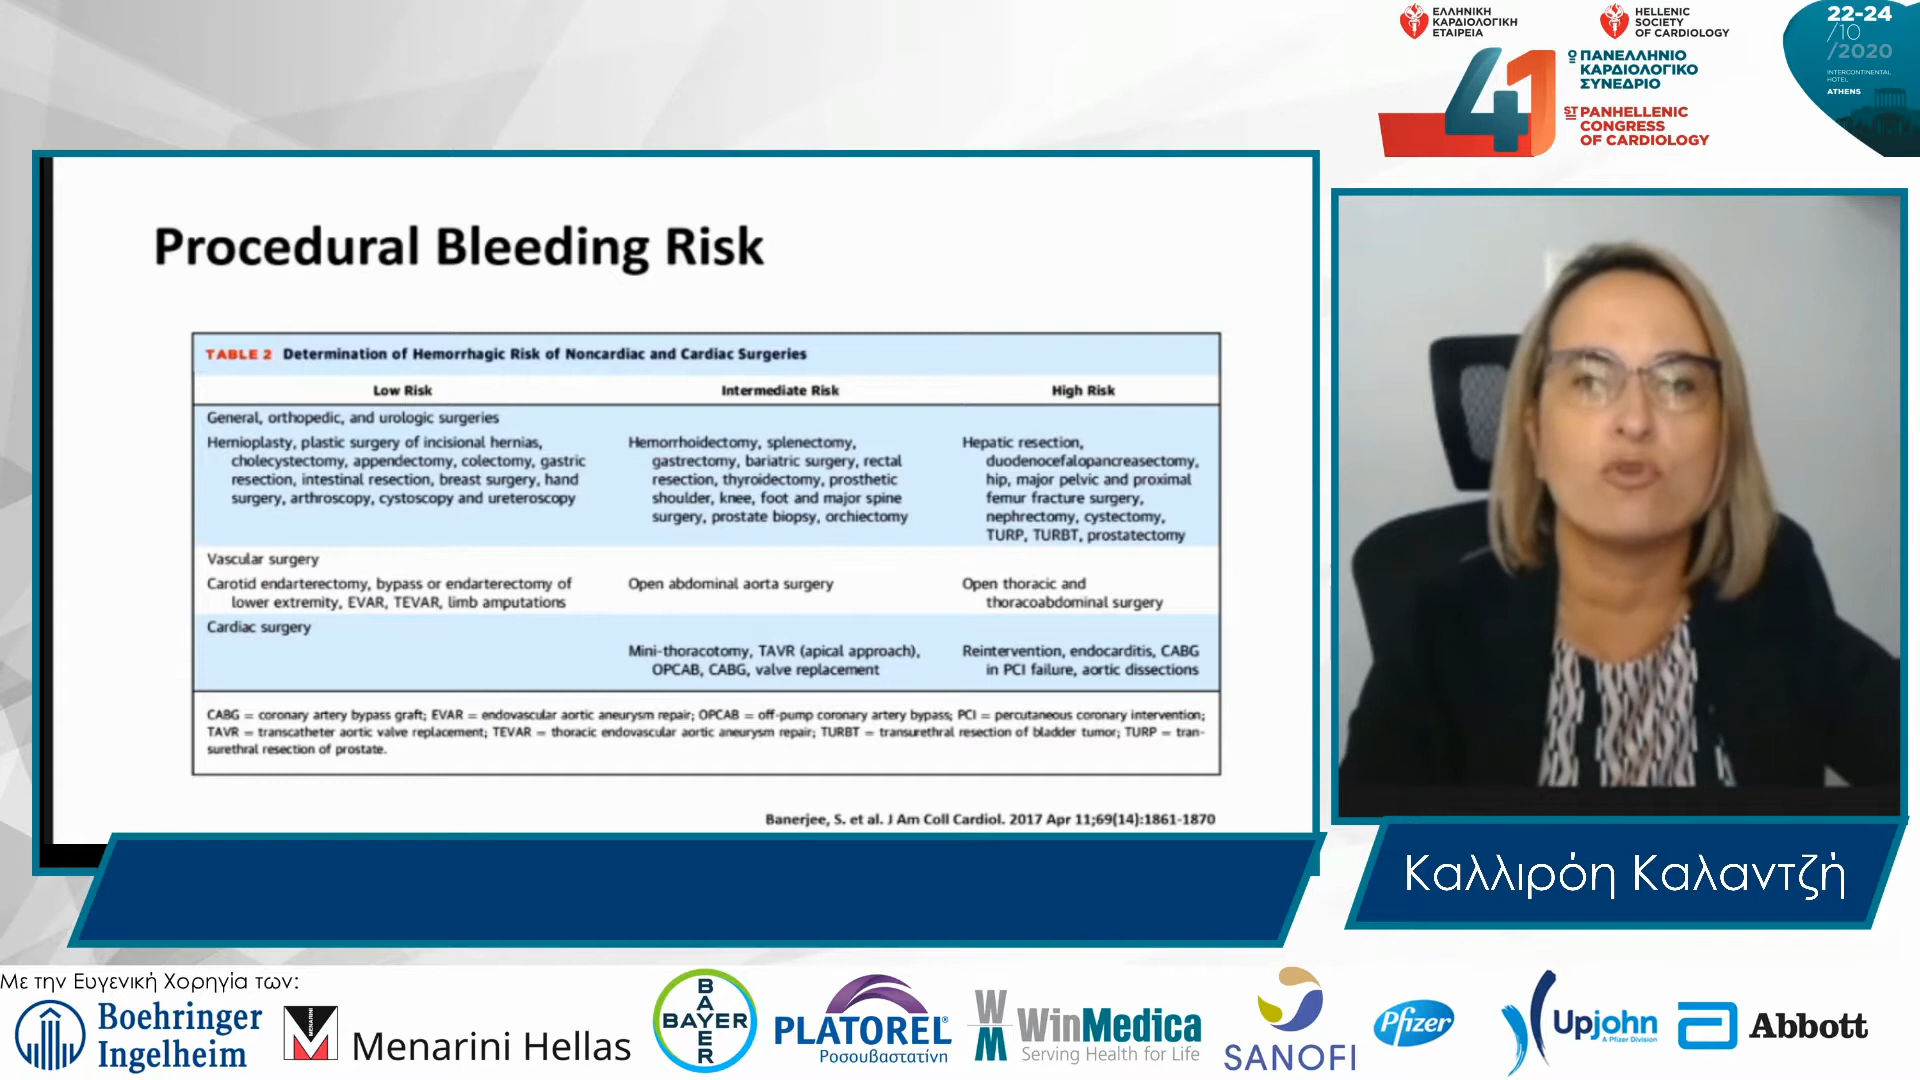 ΕΛΛΗΝΙΚΗ
ΚΑΡΔΙΟΛΟΓΙΚΗ
ΕΤΑΙΡΕΙΑ
HELLENIC
SOCIETY
OF CARDIOLOGY
41
ο ΠΑΝΕΛΛΗΝΙΟ
ΚΑΡΔΙΟΛΟΓΙΚΟ
ΣΥΝΕΔΡΙΟ
ST PANHELLENIC
CONGRESS
OF CARDIOLOGY
22-24
/10
/2020
INTERCONTINENTAL
HOTEL
ATHENS
Procedural Bleeding Risk
TABLE 2 Determination of Hemorrhagic Risk of Noncardiac and Cardiac Surgeries
Low Risk Intermediate Risk High Risk
General, orthopedic, and urologic surgeries
Hernioplasty, plastic surgery of incisional hernias,
cholecystectomy, appendectomy, colectomy, gastric
resection, intestinal resection, breast surgery, hand
surgery, arthroscopy, cystoscopy and ureteroscopy
Hemorrhoidectomy, splenectomy,
gastrectomy, bariatric surgery, rectal
resection, thyroidectomy, prosthetic
shoulder, knee, foot and major spine
surgery, prostate biopsy, orchiectomy
Hepatic resection,
duodenocefalopancreasectomy,
hip, major pelvic and proximal
femur fracture surgery,
nephrectomy, cystectomy,
TURP, TURBT, prostatectomy
Vascular surgery
Carotid endarterectomy, bypass or endarterectomy of
lower extremity, EVAR, TEVAR, limb amputations
Open abdominal aorta surgery
Open thoracic and
thoracoabdominal surgery
Cardiac surgery
Mini-thoracotomy, TAVR (apical approach),
OPCAB, CABG, valve replacement
Reintervention, endocarditis, CABG
in PCI failure, aortic dissections
CABG = coronary artery bypass graft; EVAR = endovascular aortic aneurysm repair; OPCAB = off-pump coronary artery bypass; PCI = percutaneous coronary intervention;
TAVR = transcatheter aortic valve replacement; TEVAR = thoracic endovascular aortic aneurysm repair; TURBT = transurethral resection of bladder tumor; TURP = tran-
surethral resection of prostate.
Banerjee, S. et al. J Am Coll Cardiol. 2017 Apr 11;69(14):1861-1870
Καλλιρόη Καλαντζή
Με την Ευγενική Χορηγία των:
Boehringer
Ingelheim
MENARINI
Menarini Hellas
BAYER
BAYER
PLATOREL®
Ροσουβαστατίνη
WM
WinMedica
Serving Health for Life
SANOFI
Pfizer
Upjohn
A Pfizer Division
Abbott